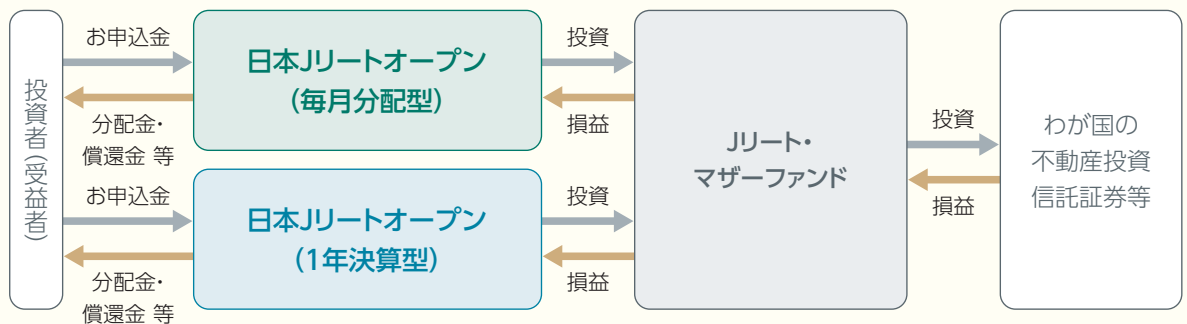 投資者(受益者)
お申込金
分配金・
償還金 等
お申込金
分配金・
償還金 等
日本Jリートオープン
(毎月分配型)
日本Jリートオープン
(1年決算型)
投資
損益
投資
損益
Jリート・
マザーファンド
投資
損益
わが国の
不動産投資
信託証券等